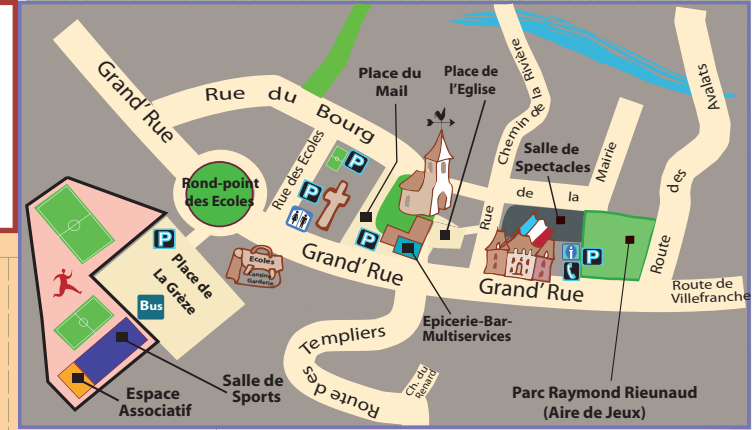 Grand'Rue
Rue du Bourg
Place du
Mail
Place de
l'Eglise
Chemin de la Rivière
Avalats
Route des
Rue des Ecoles
P
P
P
Rond-point
des Ecoles
Salle de
Spectacles
Rue de la Mairie
P
Place de
La Grèze
Bus
Ecoles
Cantine
Garderie
Grand'Rue
i
P
Grand'Rue
Route de
Villefranche
Epicerie-Bar-
Multiservices
Route des Templiers
Ch. du
Renard
Salle de
Sports
Espace
Associatif
Parc Raymond Rieunaud
(Aire de Jeux)